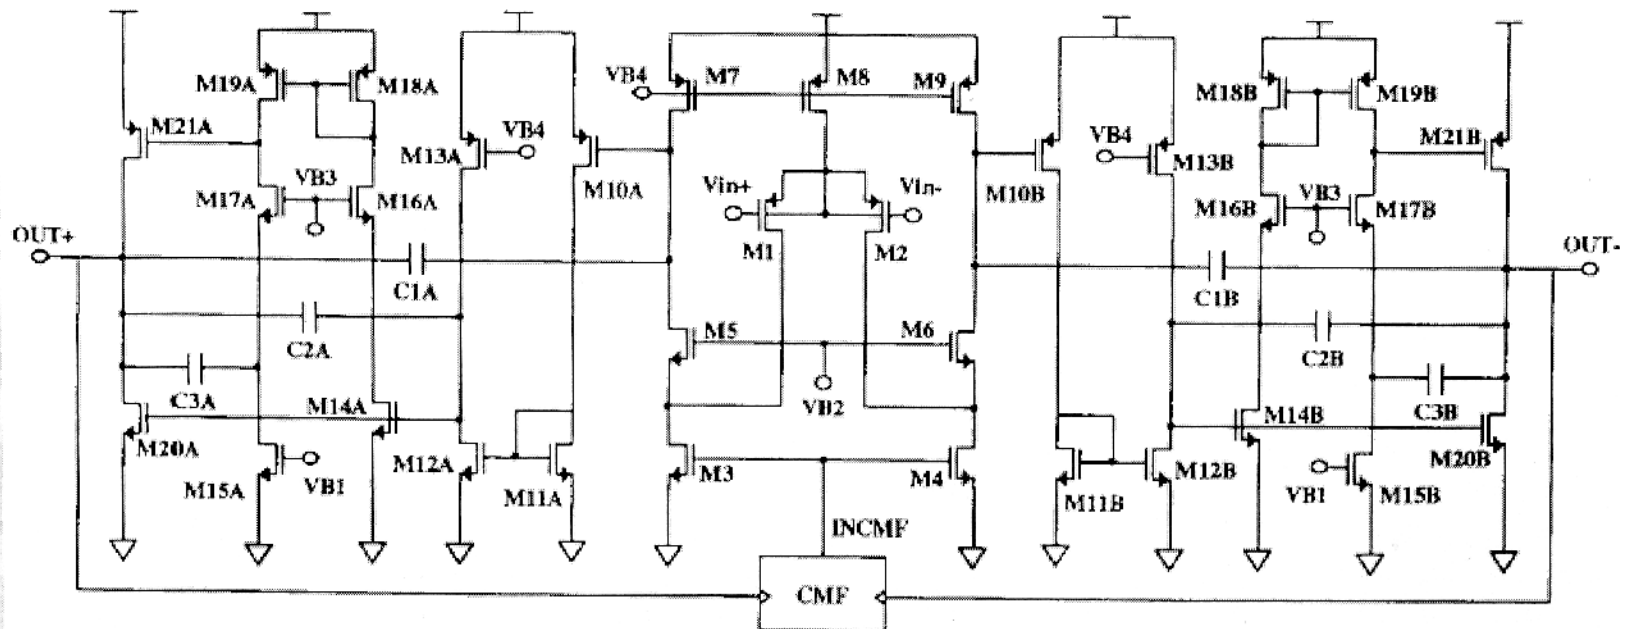 M7
M8
M9
VB4
M19A
M18A
M18B
M19B
M21A
VB4
M13A
M10A
M10B
VB4
M13B
M21B
M17A
VB3
M16A
Vin+
Vin-
M16B
VB3
M17B
OUT+
M1
M2
OUT-
C1A
C1B
C2A
M5
M6
C2B
C3A
M14A
VB2
M14B
C3B
M20A
M15A
VB1
M12A
M11A
M3
M4
M11B
M12B
VB1
M15B
M20B
INCMF
CMF